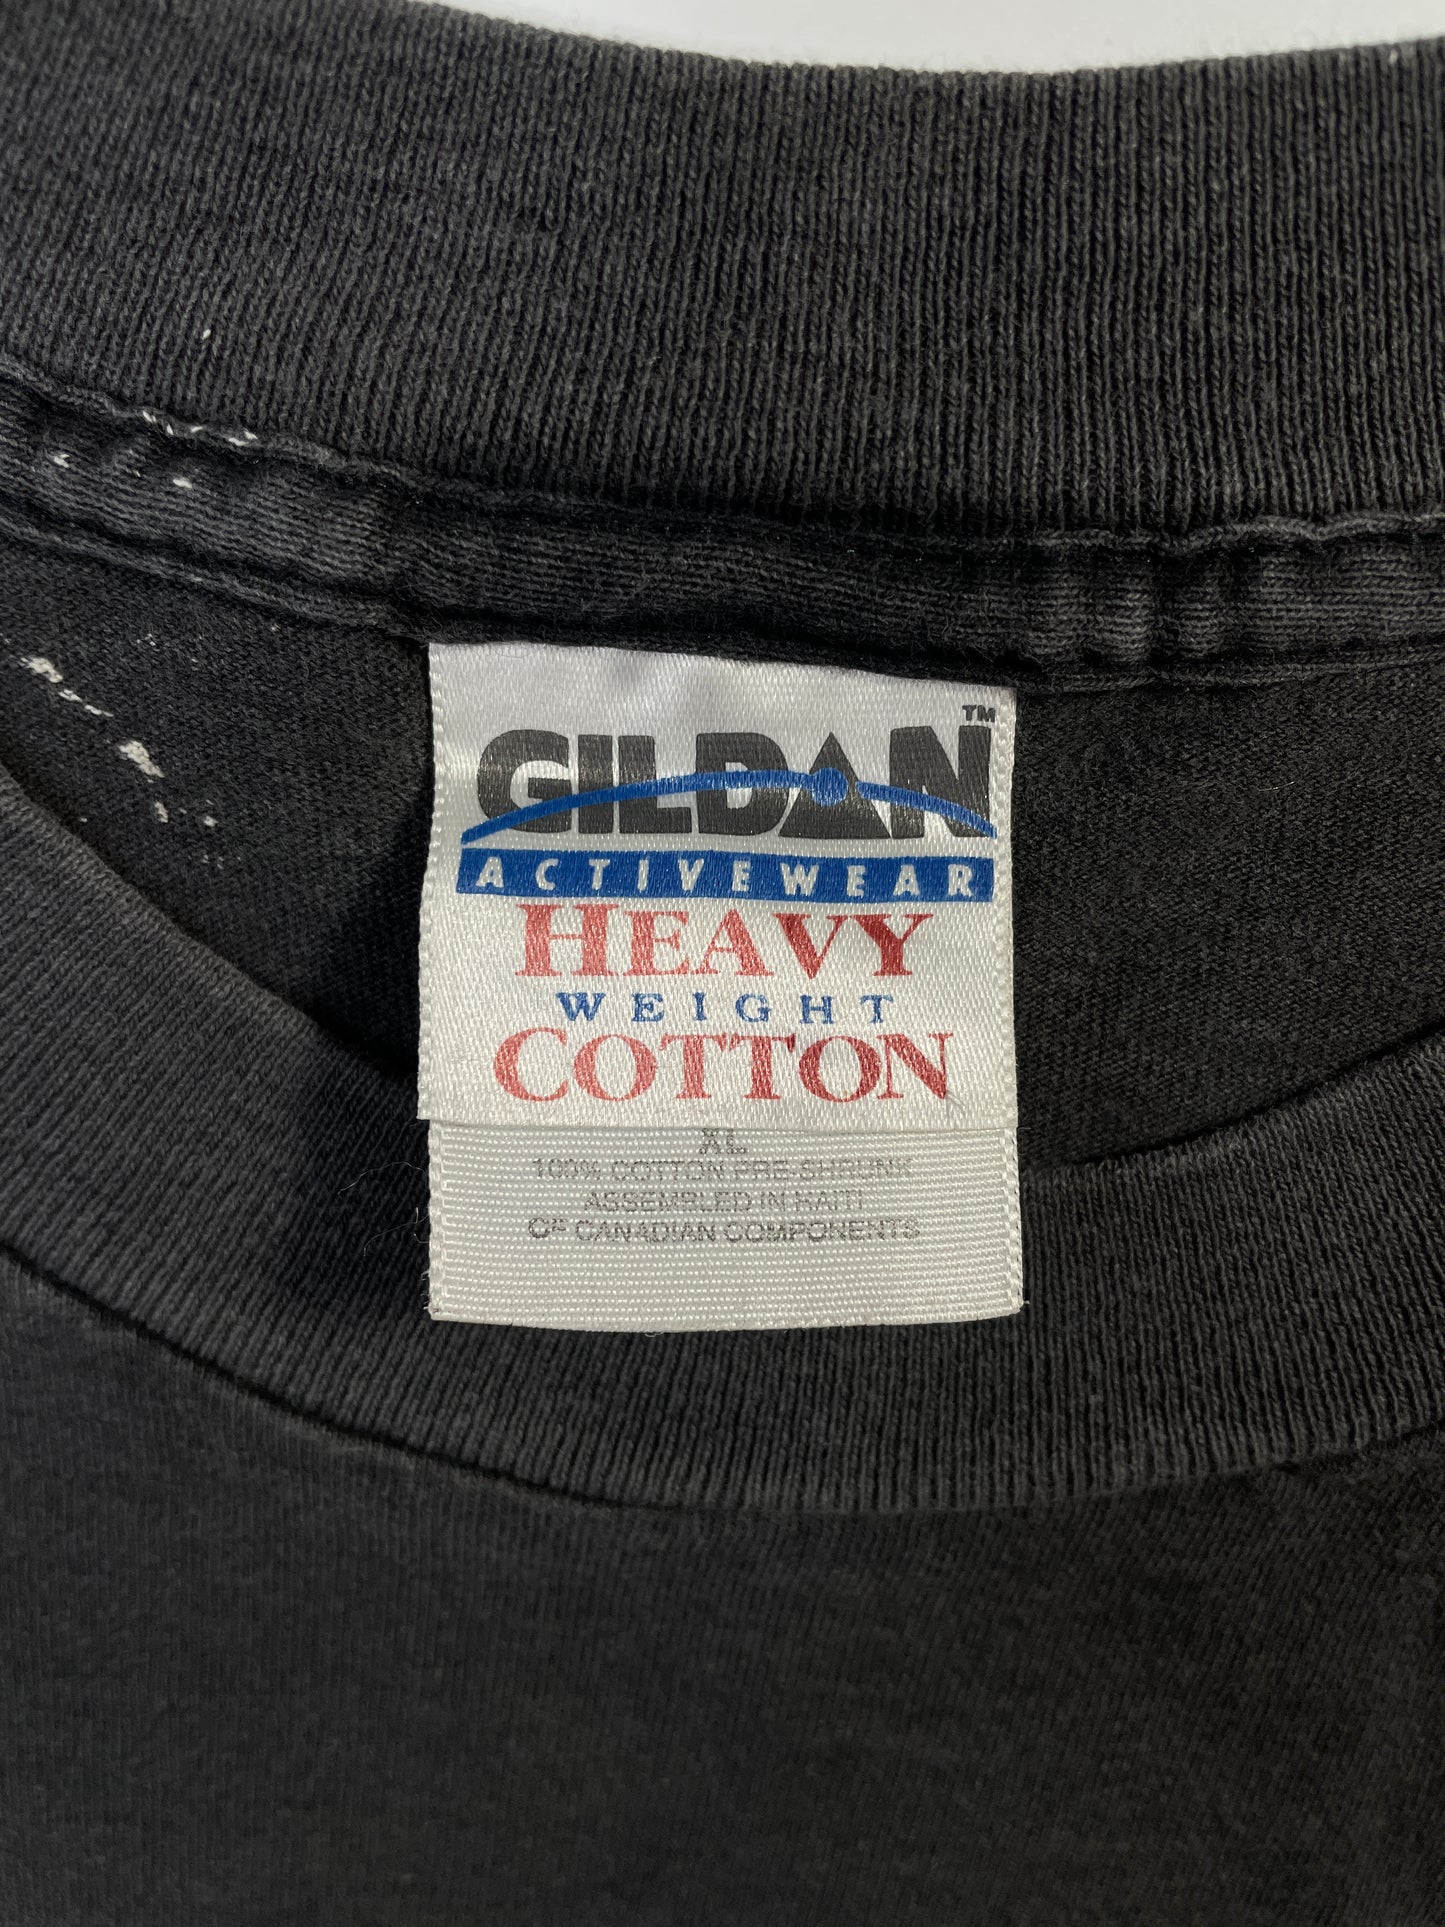 GILDAN™
ACTIVEWEAR
HEAVY
WEIGHT
COTTON
XL
100% COTTON PRE-SHRUNK
ASSEMBLED IN HAITI
OF CANADIAN COMPONENTS